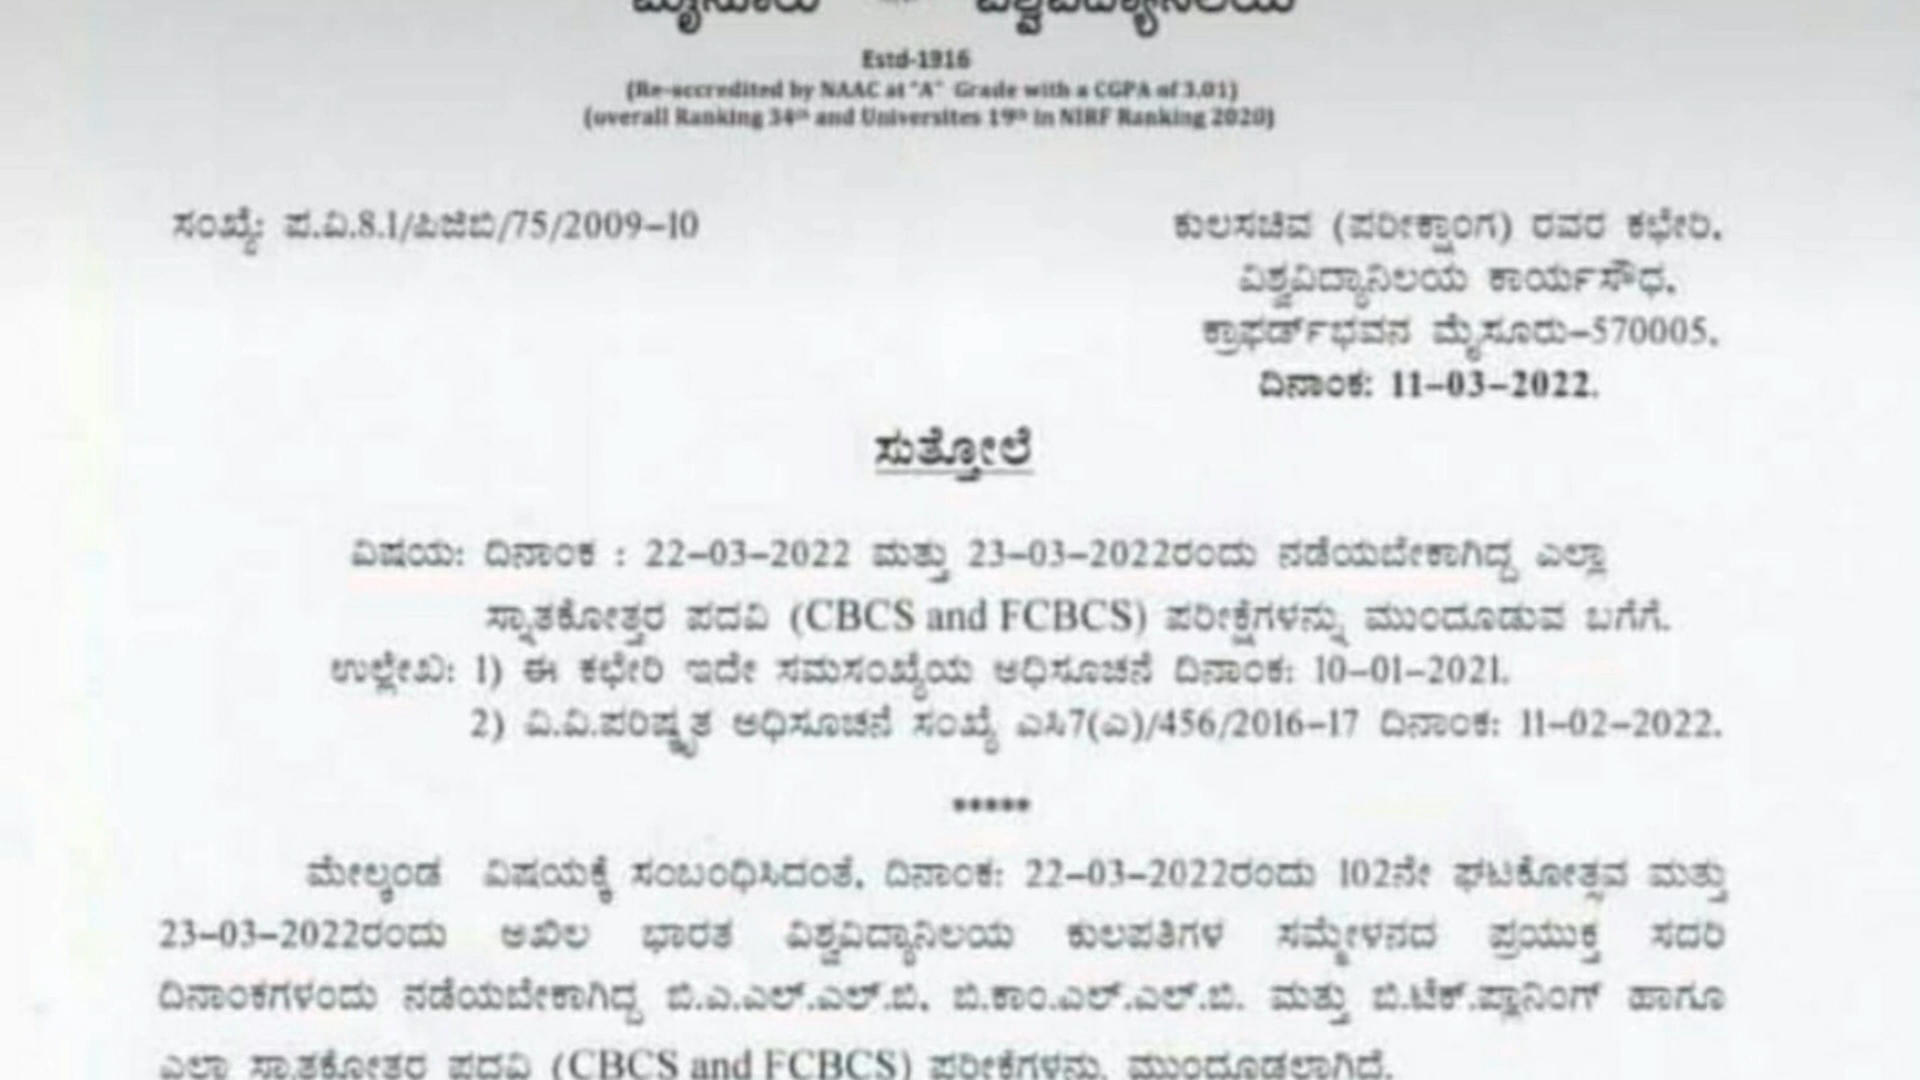 ಮೈಸೂರು ವಿಶ್ವವಿದ್ಯಾನಿಲಯ
Estd-1916
(Re-accredited by NAAC at "A" Grade with a CGPA of 3.01)
(overall Ranking 34th and Universites 19th in NIRF Ranking 2020)
ಸಂಖ್ಯೆ: ಪ.ವಿ.8.1/ಪಿಜಿಬಿ/75/2009-10
ಕುಲಸಚಿವ (ಪರೀಕ್ಷಾಂಗ) ರವರ ಕಛೇರಿ,
ವಿಶ್ವವಿದ್ಯಾನಿಲಯ ಕಾರ್ಯಸೌಧ,
ಕ್ರಾಫರ್ಡ್‌ಭವನ ಮೈಸೂರು-570005,
ದಿನಾಂಕ: 11-03-2022.
ಸುತ್ತೋಲೆ
ವಿಷಯ: ದಿನಾಂಕ : 22-03-2022 ಮತ್ತು 23-03-2022ರಂದು ನಡೆಯಬೇಕಾಗಿದ್ದ ಎಲ್ಲಾ
ಸ್ನಾತಕೋತ್ತರ ಪದವಿ (CBCS and FCBCS) ಪರೀಕ್ಷೆಗಳನ್ನು ಮುಂದೂಡುವ ಬಗೆಗೆ.
ಉಲ್ಲೇಖ: 1) ಈ ಕಛೇರಿ ಇದೇ ಸಮಸಂಖ್ಯೆಯ ಅಧಿಸೂಚನೆ ದಿನಾಂಕ: 10-01-2021.
2) ವಿ.ವಿ.ಪರಿಷ್ಕೃತ ಅಧಿಸೂಚನೆ ಸಂಖ್ಯೆ ಎಸಿ7(ಎ)/456/2016-17 ದಿನಾಂಕ: 11-02-2022.
*****
ಮೇಲ್ಕಂಡ ವಿಷಯಕ್ಕೆ ಸಂಬಂಧಿಸಿದಂತೆ, ದಿನಾಂಕ: 22-03-2022ರಂದು 102ನೇ ಘಟಿಕೋತ್ಸವ ಮತ್ತು
23-03-2022ರಂದು ಅಖಿಲ ಭಾರತ ವಿಶ್ವವಿದ್ಯಾನಿಲಯ ಕುಲಪತಿಗಳ ಸಮ್ಮೇಳನದ ಪ್ರಯುಕ್ತ ಸದರಿ
ದಿನಾಂಕಗಳಂದು ನಡೆಯಬೇಕಾಗಿದ್ದ ಬಿ.ಎ.ಎಲ್.ಎಲ್.ಬಿ, ಬಿ.ಕಾಂ.ಎಲ್.ಎಲ್.ಬಿ. ಮತ್ತು ಬಿ.ಟೆಕ್.ಪ್ಲಾನಿಂಗ್ ಹಾಗೂ
ಎಲ್ಲಾ ಸ್ನಾತಕೋತ್ತರ ಪದವಿ (CBCS and FCBCS) ಪರೀಕ್ಷೆಗಳನ್ನು ಮುಂದೂಡಲಾಗಿದೆ.